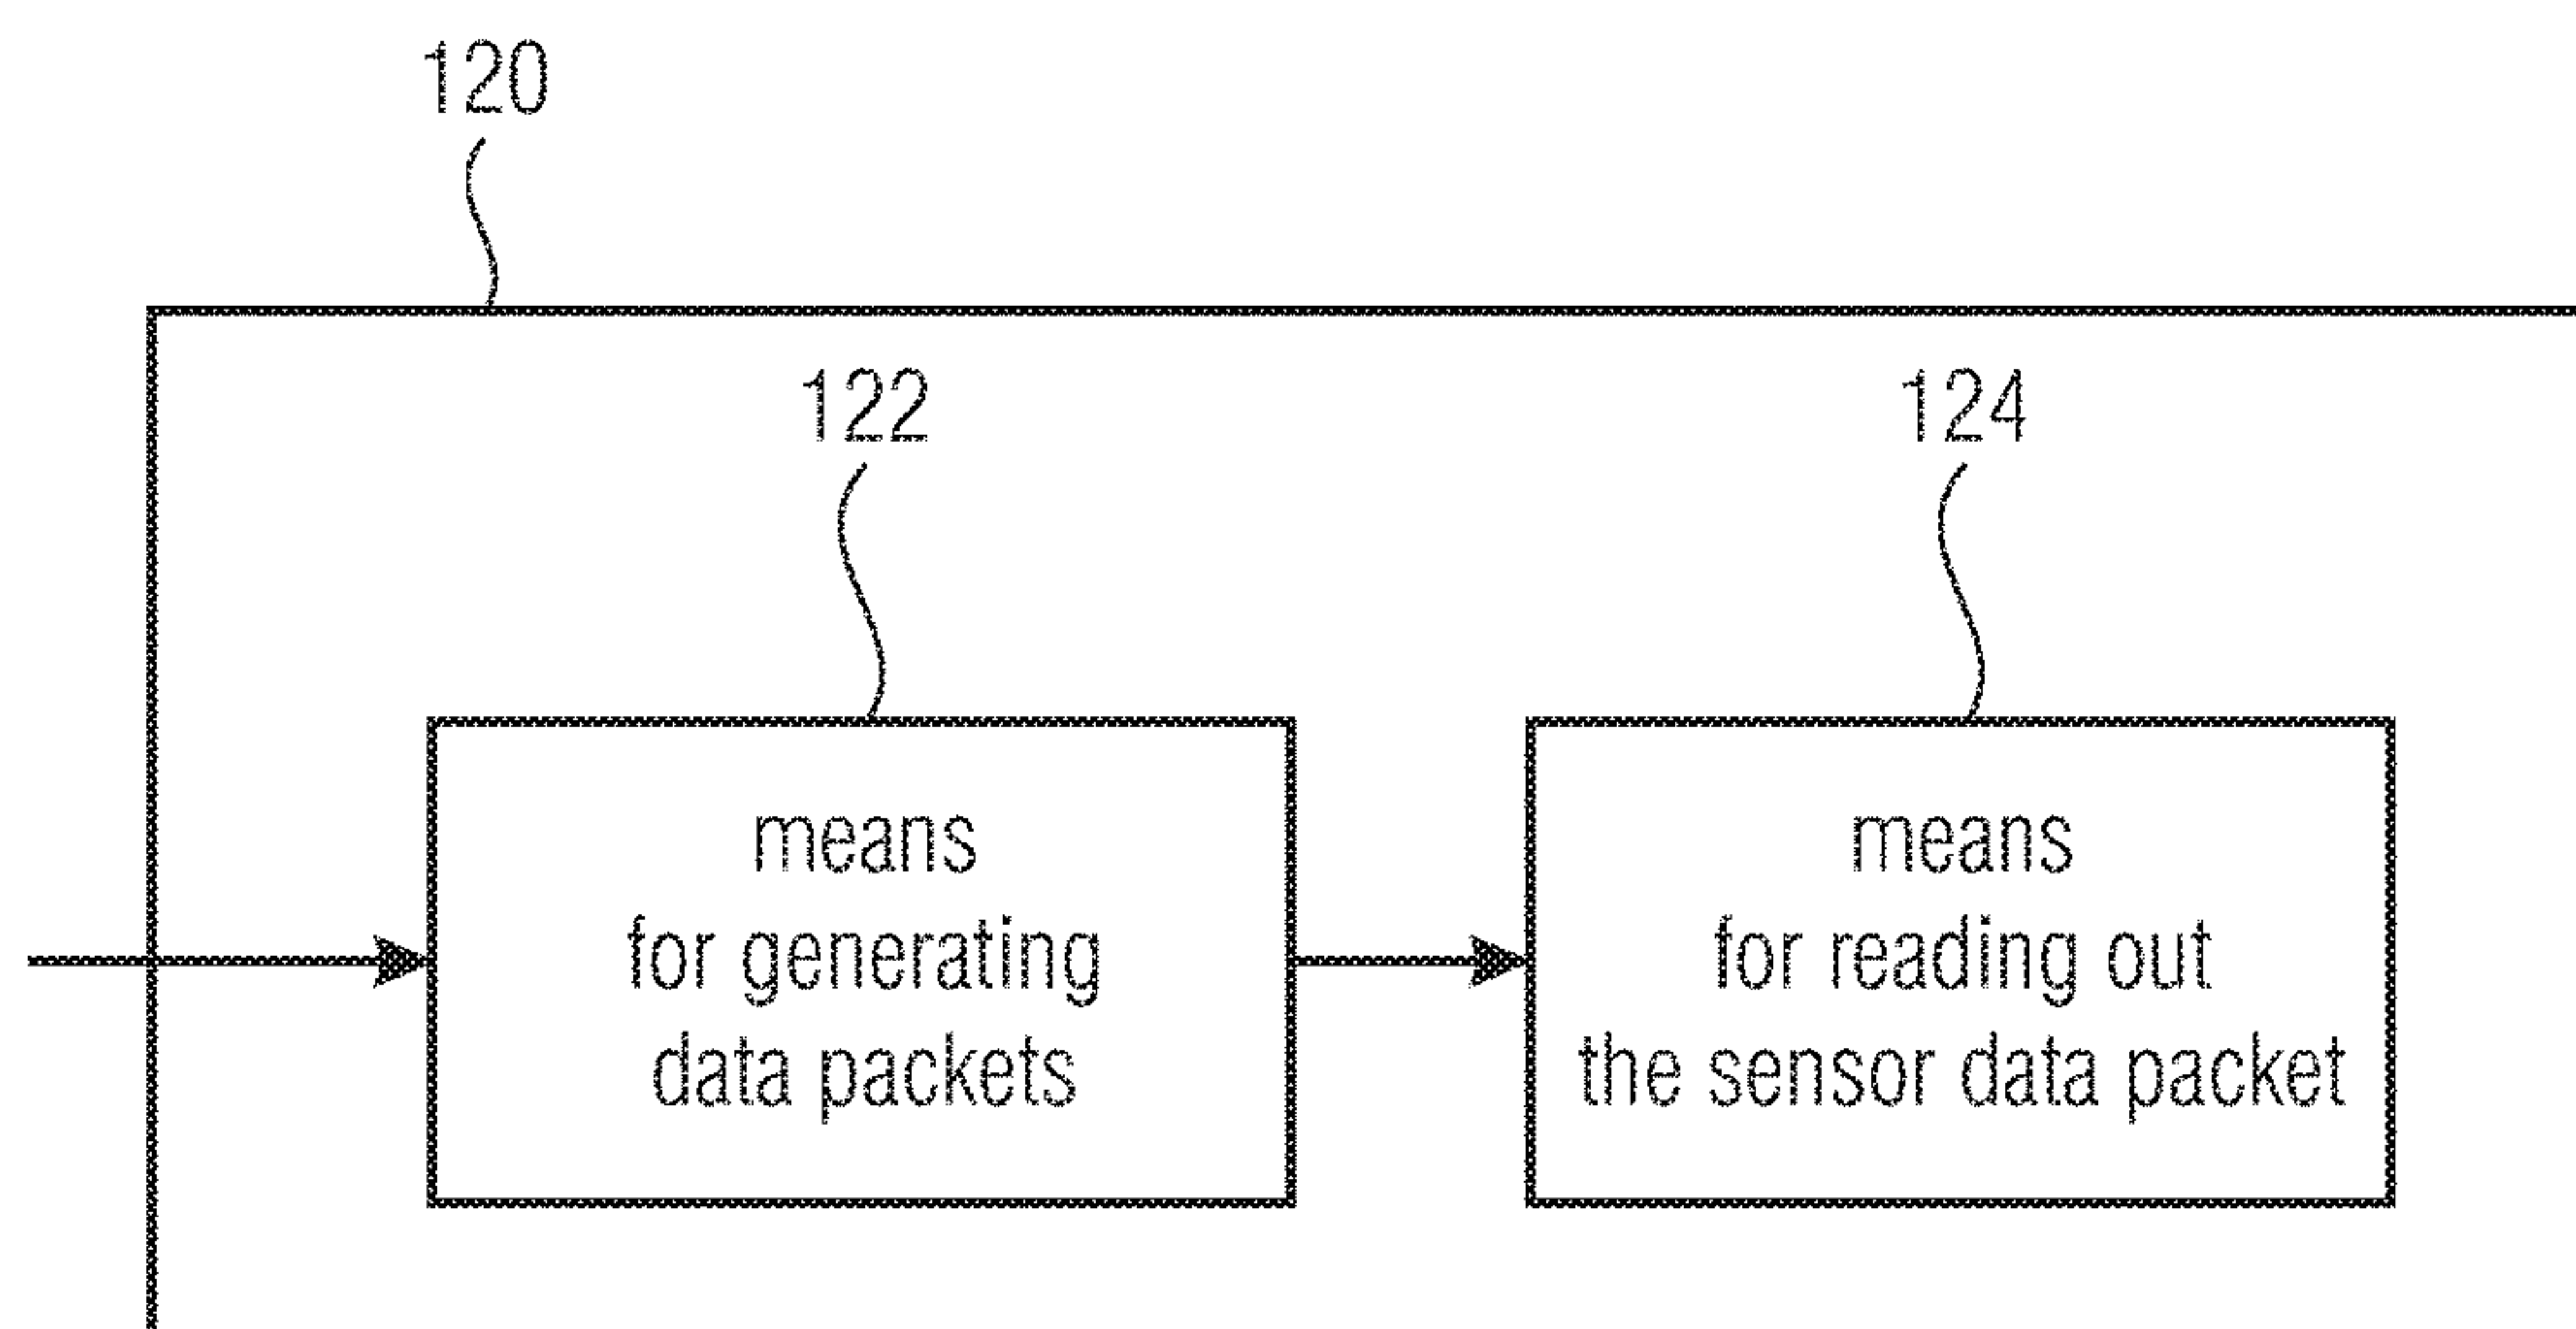 120
122
124
means
for generating
data packets
means
for reading out
the sensor data packet